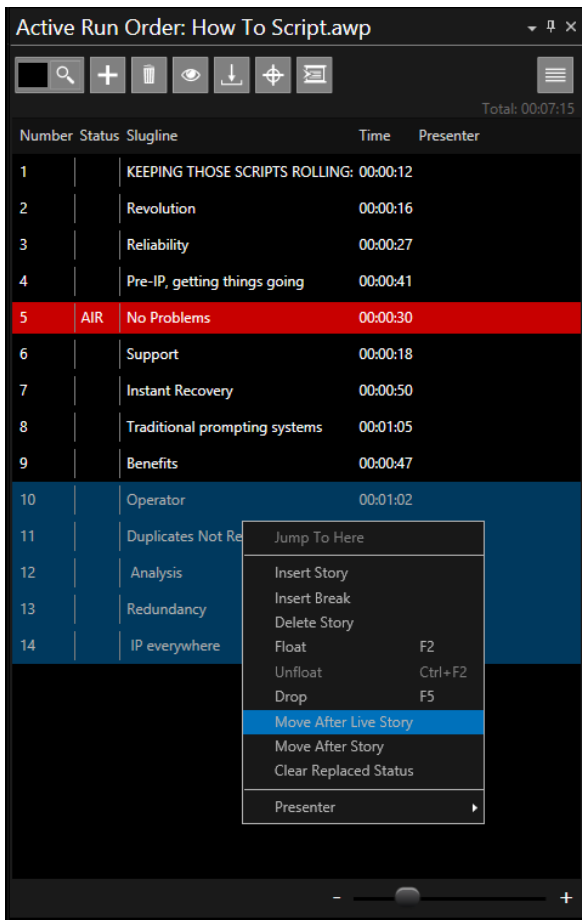 Active Run Order: How To Script.awp
Total: 00:07:15
Number Status Slugline Time Presenter
1 KEEPING THOSE SCRIPTS ROLLING: 00:00:12
2 Revolution 00:00:16
3 Reliability 00:00:27
4 Pre-IP, getting things going 00:00:41
5 AIR No Problems 00:00:30
6 Support 00:00:18
7 Instant Recovery 00:00:50
8 Traditional prompting systems 00:01:05
9 Benefits 00:00:47
10 Operator 00:01:02
11 Duplicates Not Re
12 Analysis
13 Redundancy
14 IP everywhere
Jump To Here
Insert Story
Insert Break
Delete Story
Float F2
Unfloat Ctrl+F2
Drop F5
Move After Live Story
Move After Story
Clear Replaced Status
Presenter
- +